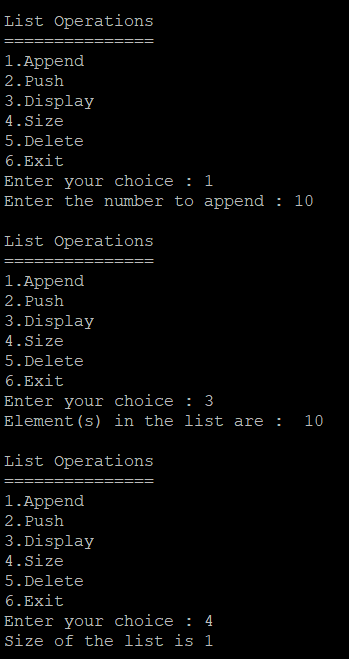 List Operations
===============
1.Append
2.Push
3.Display
4.Size
5.Delete
6.Exit
Enter your choice : 1
Enter the number to append : 10
List Operations
===============
1.Append
2.Push
3.Display
4.Size
5.Delete
6.Exit
Enter your choice : 3
Element(s) in the list are :  10
List Operations
===============
1.Append
2.Push
3.Display
4.Size
5.Delete
6.Exit
Enter your choice : 4
Size of the list is 1